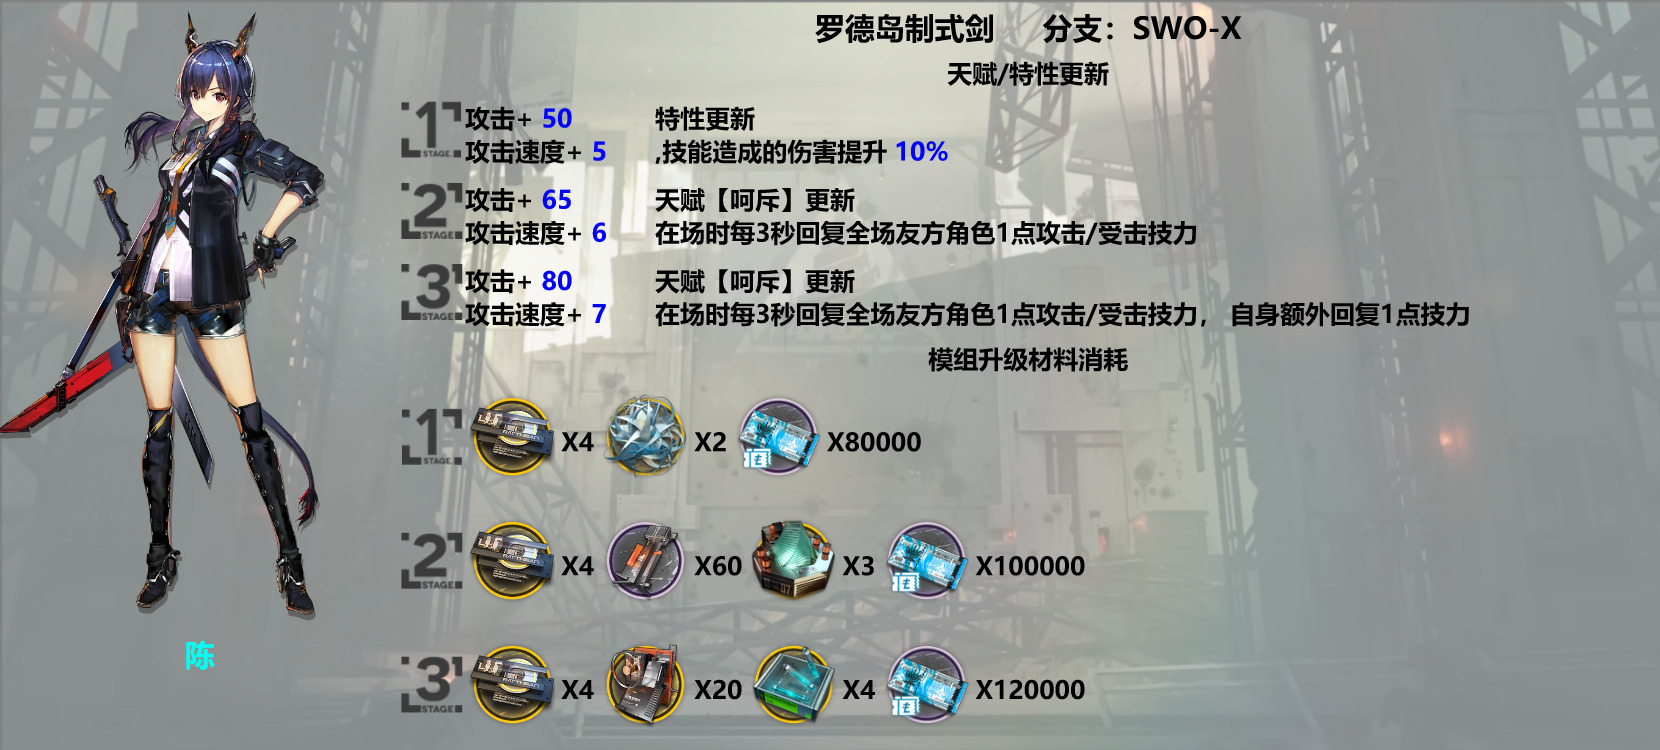 罗德岛制式剑 分支：SWO-X
天赋/特性更新
1 STAGE.
攻击+ 50 特性更新
攻击速度+ 5 ,技能造成的伤害提升 10%
2 STAGE
攻击+ 65 天赋【呵斥】更新
攻击速度+ 6 在场时每3秒回复全场友方角色1点攻击/受击技力
3 STAGE
攻击+ 80 天赋【呵斥】更新
攻击速度+ 7 在场时每3秒回复全场友方角色1点攻击/受击技力， 自身额外回复1点技力
模组升级材料消耗
1 STAGE. X4 X2 X80000
2 STAGE X4 X60 X3 X100000
3 STAGE X4 X20 X4 X120000
陈